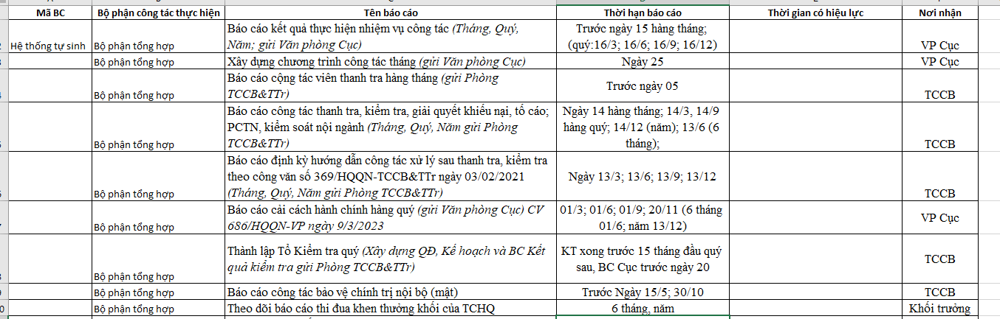 Mã BC Bộ phận công tác thực hiện Tên báo cáo Thời hạn báo cáo Thời gian có hiệu lực Nơi nhận
Báo cáo kết quả thực hiện nhiệm vụ công tác (Tháng, Quý, Trước ngày 15 hàng tháng;
Hệ thống tự sinh Bộ phận tổng hợp Năm; gửi Văn phòng Cục) (quý:16/3; 16/6; 16/9; 16/12) VP Cục
Bộ phận tổng hợp Xây dựng chương trình công tác tháng (gửi Văn phòng Cục) Ngày 25 VP Cục
Báo cáo cộng tác viên thanh tra hàng tháng (gửi Phòng
Bộ phận tổng hợp TCCB&TTr) Trước ngày 05 TCCB
Báo cáo công tác thanh tra, kiểm tra, giải quyết khiếu nại, tố cáo; Ngày 14 hàng tháng; 14/3, 14/9
PCTN, kiểm soát nội ngành (Tháng, Quý, Năm gửi Phòng hàng quý; 14/12 (năm); 13/6 (6
Bộ phận tổng hợp TCCB&TTr) tháng); TCCB
Báo cáo định kỳ hướng dẫn công tác xử lý sau thanh tra, kiểm tra
theo công văn số 369/HQQN-TCCB&TTr ngày 03/02/2021 Ngày 13/3; 13/6; 13/9; 13/12
Bộ phận tổng hợp (Tháng, Quý, Năm gửi Phòng TCCB&TTr) TCCB
Báo cáo cải cách hành chính hàng quý (gửi Văn phòng Cục) CV 01/3; 01/6; 01/9; 20/11 (6 tháng
Bộ phận tổng hợp 686/HQQN-VP ngày 9/3/2023 01/6; năm 13/12) VP Cục
Thành lập Tổ Kiểm tra quý (Xây dựng QĐ, Kế hoạch và BC Kết KT xong trước 15 tháng đầu quý
Bộ phận tổng hợp quả kiểm tra gửi Phòng TCCB&TTr) sau, BC Cục trước ngày 20 TCCB
Bộ phận tổng hợp Báo cáo công tác bảo vệ chính trị nội bộ (mật) Trước Ngày 15/5; 30/10 TCCB
Bộ phận tổng hợp Theo dõi báo cáo thi đua khen thưởng khối của TCHQ 6 tháng, năm Khối trưởng